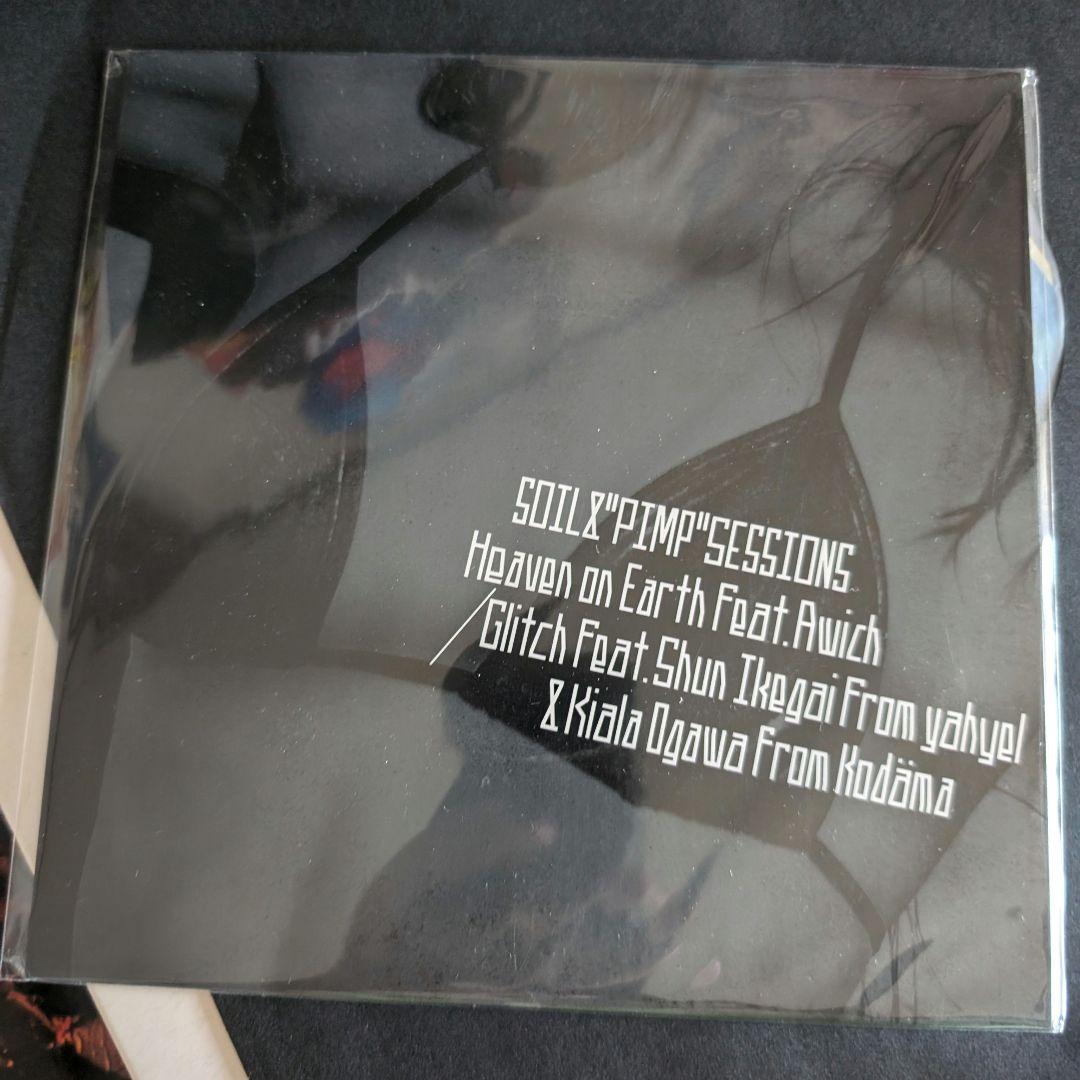 SOIL&"PIMP"SESSIONS
Heaven on Earth feat. Awich
/ Glitch feat. Shun Ikegai from yahyel
& Kiala Ogawa from Kodäma